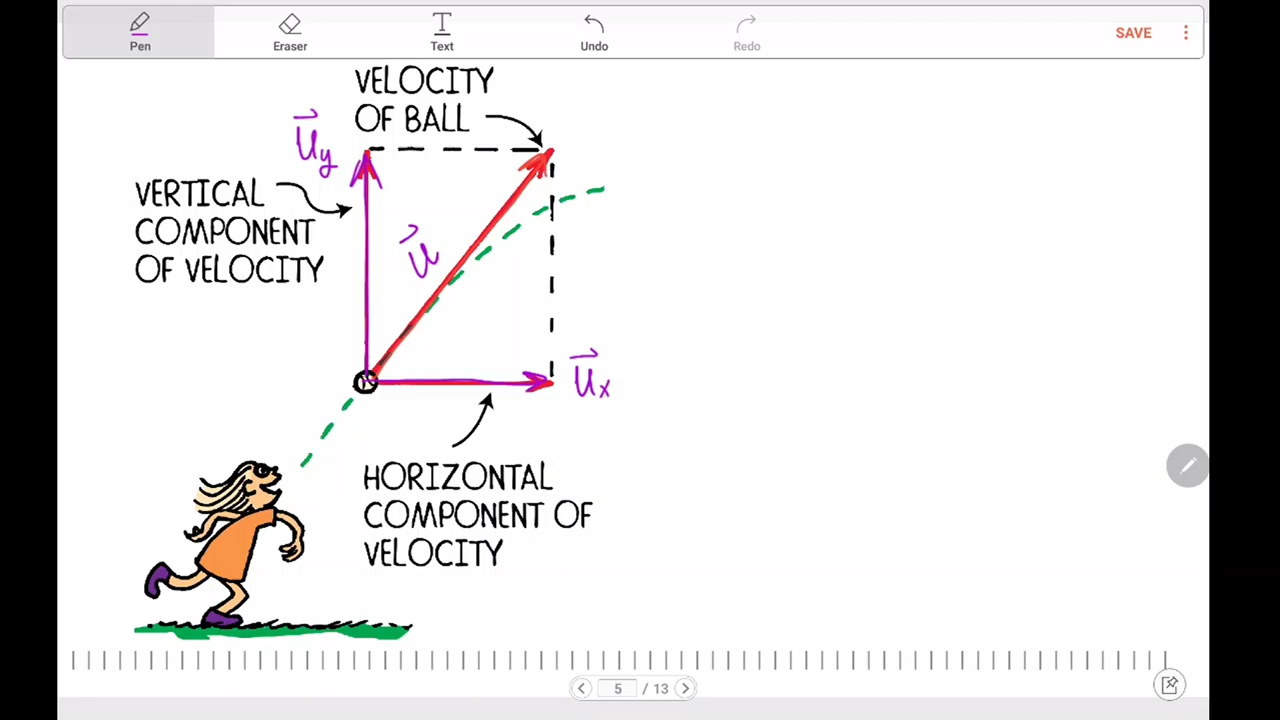 Pen
Eraser
Text
Undo
Redo
SAVE
VELOCITY
OF BALL
u⃗y
VERTICAL
COMPONENT
OF VELOCITY
u⃗
u⃗x
HORIZONTAL
COMPONENT OF
VELOCITY
5 / 13